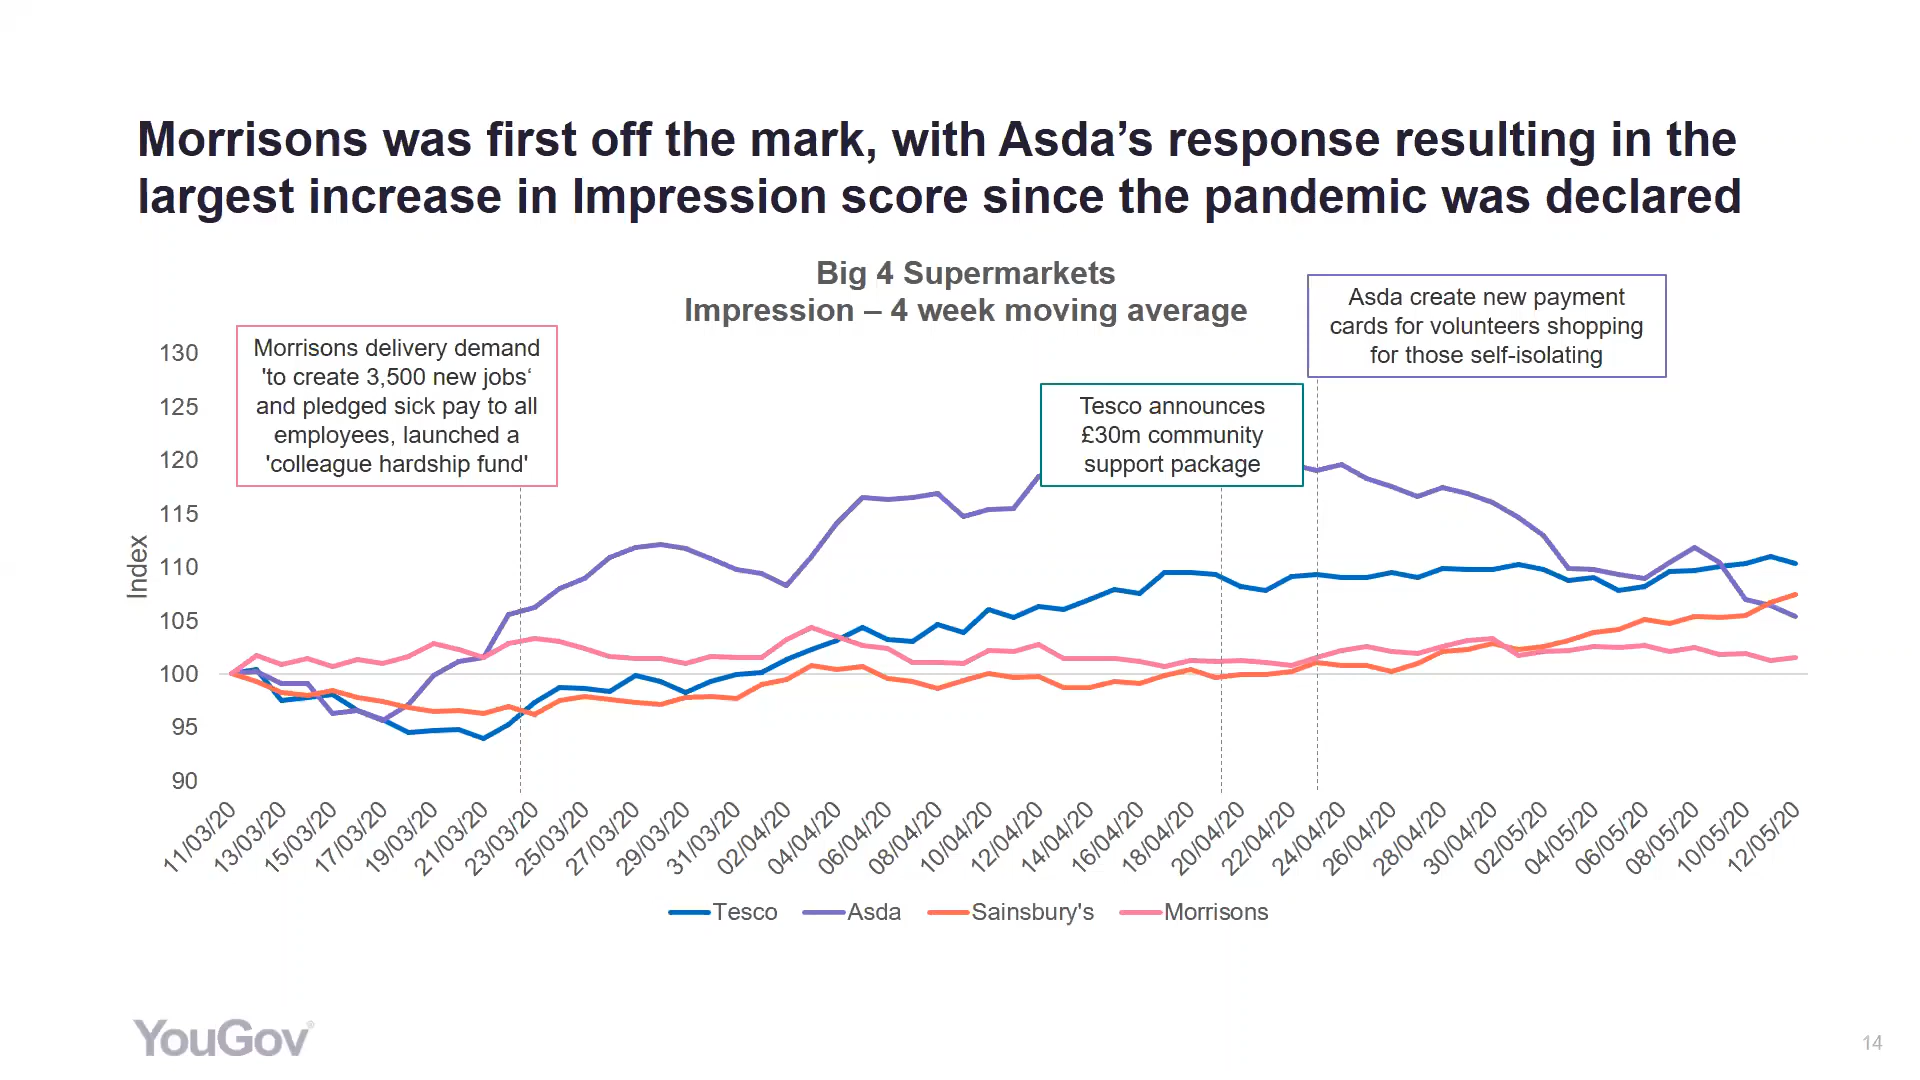 Morrisons was first off the mark, with Asda’s response resulting in the
largest increase in Impression score since the pandemic was declared
Big 4 Supermarkets
Impression – 4 week moving average
Morrisons delivery demand
'to create 3,500 new jobs‘
and pledged sick pay to all
employees, launched a
'colleague hardship fund'
Tesco announces
£30m community
support package
Asda create new payment
cards for volunteers shopping
for those self-isolating
Index
130
125
120
115
110
105
100
95
90
11/03/20
13/03/20
15/03/20
17/03/20
19/03/20
21/03/20
23/03/20
25/03/20
27/03/20
29/03/20
31/03/20
02/04/20
04/04/20
06/04/20
08/04/20
10/04/20
12/04/20
14/04/20
16/04/20
18/04/20
20/04/20
22/04/20
24/04/20
26/04/20
28/04/20
30/04/20
02/05/20
04/05/20
06/05/20
08/05/20
10/05/20
12/05/20
Tesco Asda Sainsbury's Morrisons
YouGov®
14